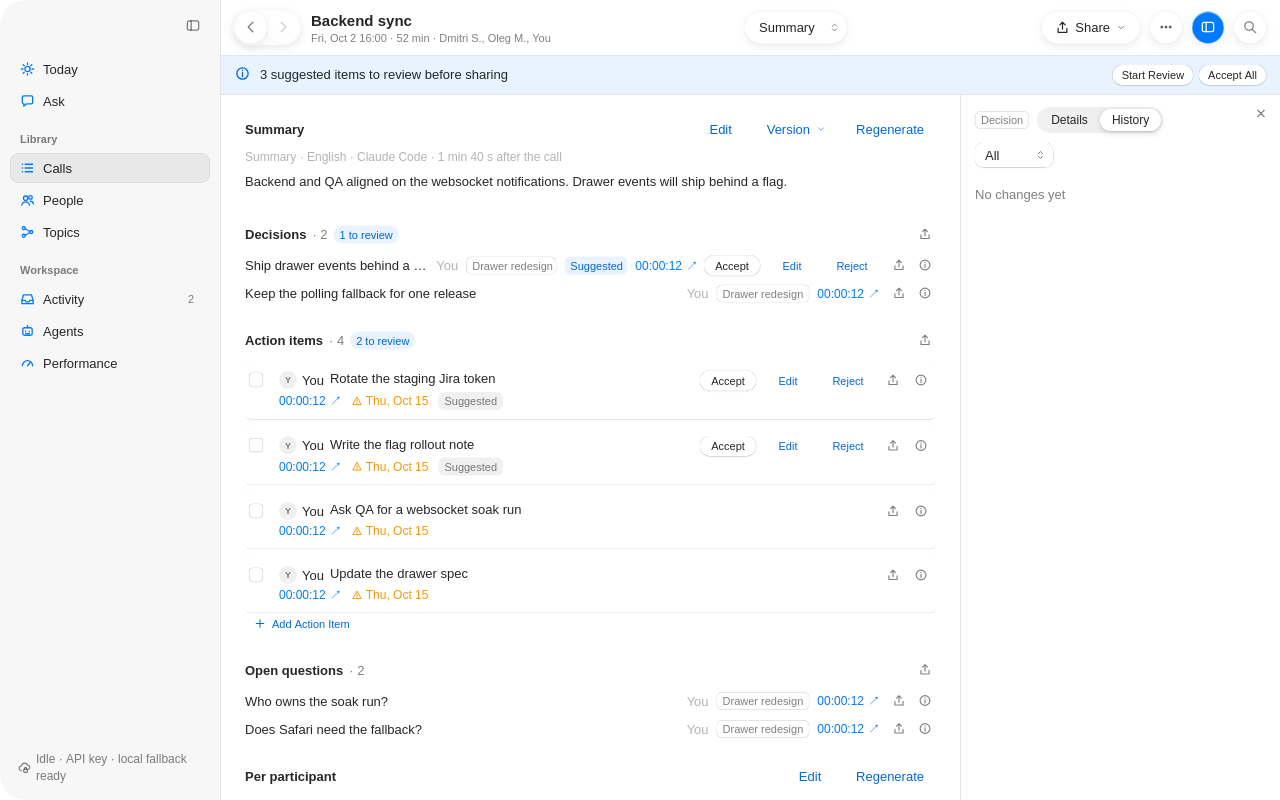 Today
Ask
Library
Calls
People
Topics
Workspace
Activity 2
Agents
Performance
Idle · API key · local fallback
ready
Backend sync
Fri, Oct 2 16:00 · 52 min · Dmitri S., Oleg M., You
Summary
Share
3 suggested items to review before sharing
Start Review
Accept All
Summary
Edit
Version
Regenerate
Summary · English · Claude Code · 1 min 40 s after the call
Backend and QA aligned on the websocket notifications. Drawer events will ship behind a flag.
Decisions · 2 1 to review
Ship drawer events behind a … You Drawer redesign Suggested 00:00:12 Accept Edit Reject
Keep the polling fallback for one release You Drawer redesign 00:00:12
Action items · 4 2 to review
Y You Rotate the staging Jira token Accept Edit Reject
00:00:12 Thu, Oct 15 Suggested
Y You Write the flag rollout note Accept Edit Reject
00:00:12 Thu, Oct 15 Suggested
Y You Ask QA for a websocket soak run
00:00:12 Thu, Oct 15
Y You Update the drawer spec
00:00:12 Thu, Oct 15
Add Action Item
Open questions · 2
Who owns the soak run? You Drawer redesign 00:00:12
Does Safari need the fallback? You Drawer redesign 00:00:12
Per participant Edit Regenerate
Decision Details History
All
No changes yet